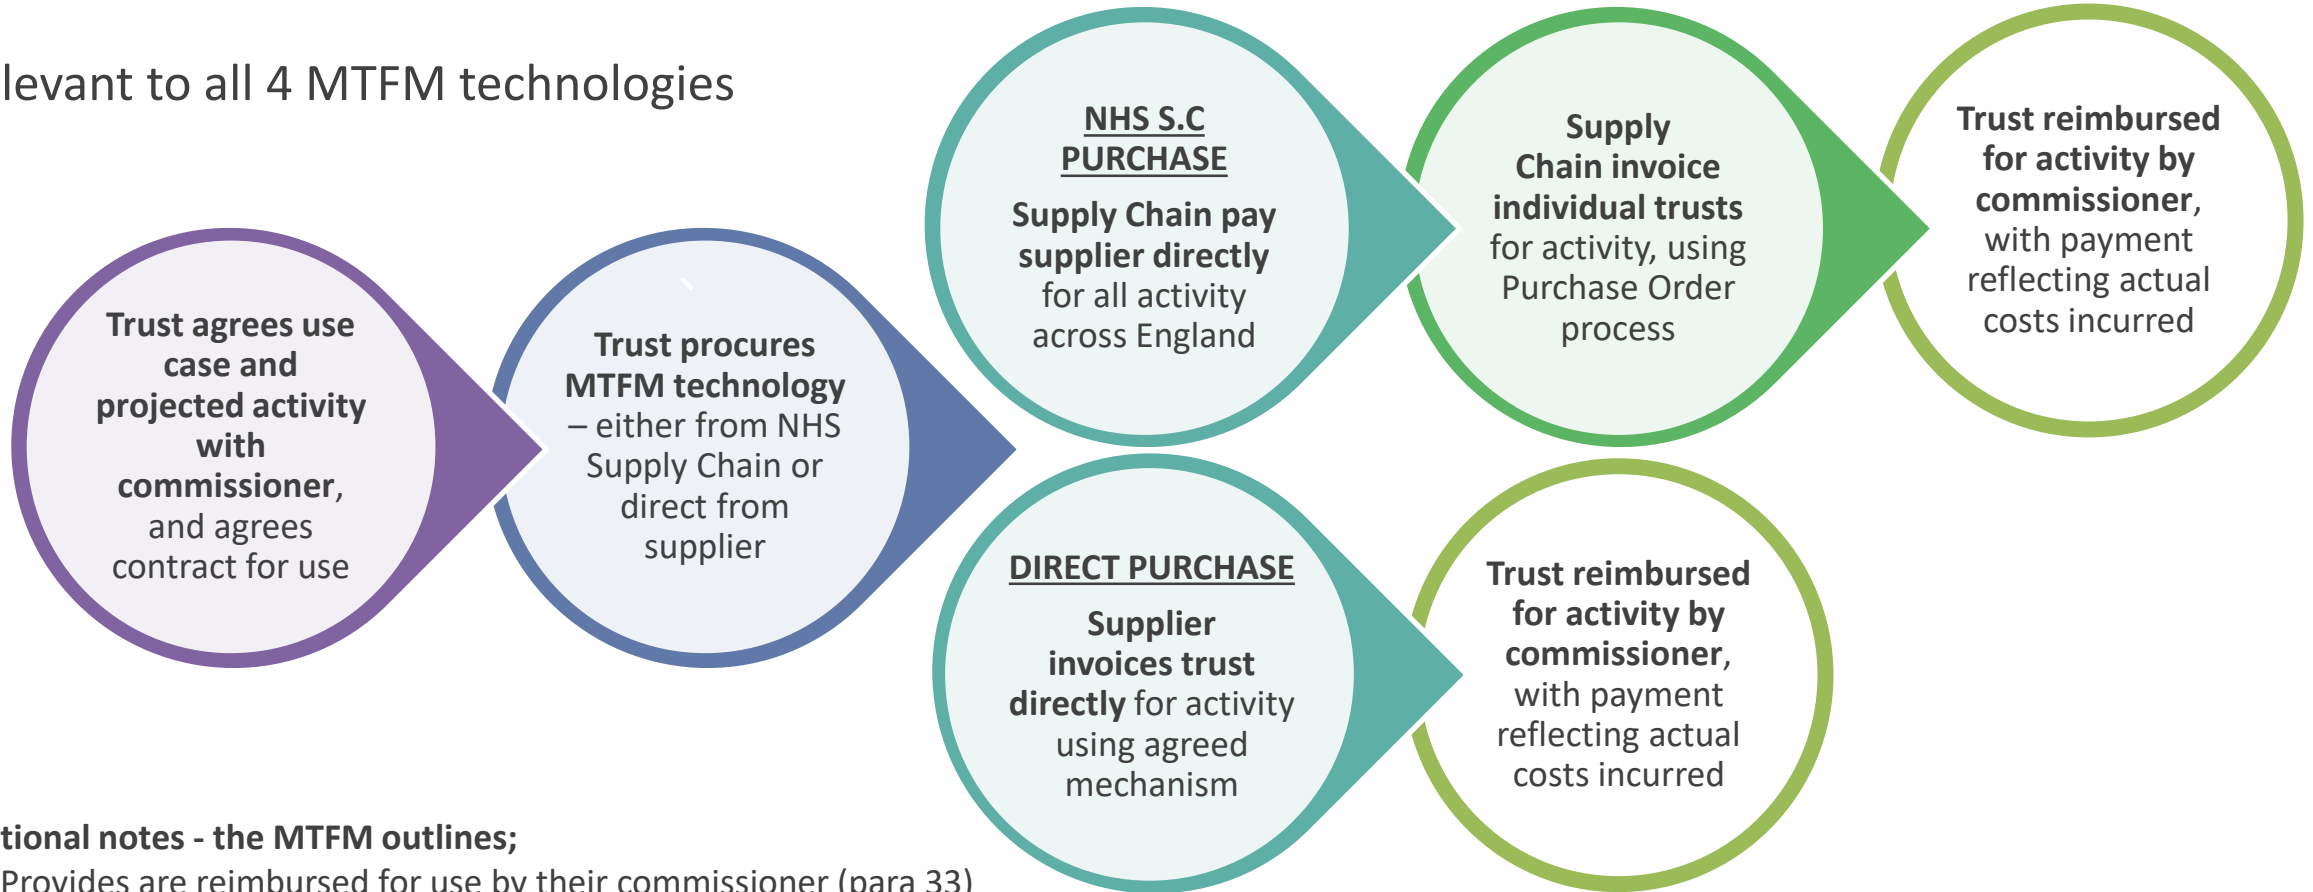 levant to all 4 MTFM technologies
Trust agrees use
case and
projected activity
with
commissioner,
and agrees
contract for use
Trust procures
MTFM technology
– either from NHS
Supply Chain or
direct from
supplier
NHS S.C
PURCHASE
Supply Chain pay
supplier directly
for all activity
across England
Supply
Chain invoice
individual trusts
for activity, using
Purchase Order
process
Trust reimbursed
for activity by
commissioner,
with payment
reflecting actual
costs incurred
DIRECT PURCHASE
Supplier
invoices trust
directly for activity
using agreed
mechanism
Trust reimbursed
for activity by
commissioner,
with payment
reflecting actual
costs incurred
tional notes - the MTFM outlines;
Provides are reimbursed for use by their commissioner (para 33)